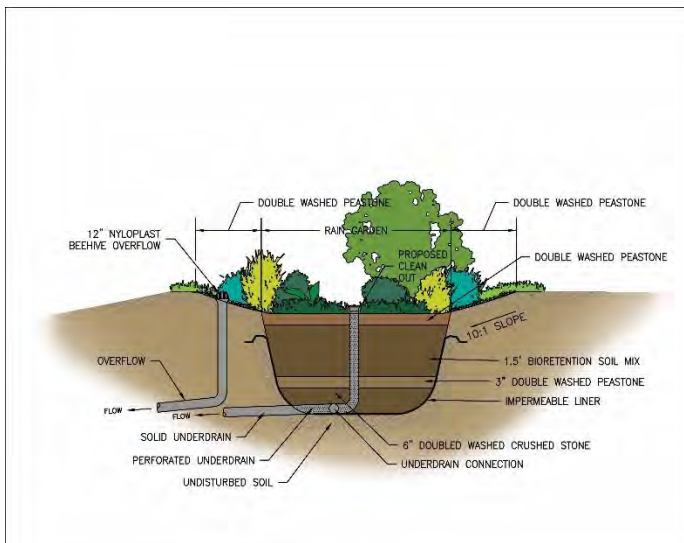 DOUBLE WASHED PEASTONE
DOUBLE WASHED PEASTONE
12" NYLOPLAST
BEEHIVE OVERFLOW
RAIN GARDEN
PROPOSED
CLEAN
OUT
DOUBLE WASHED PEASTONE
10:1 SLOPE
OVERFLOW
1.5' BIORETENTION SOIL MIX
3" DOUBLE WASHED PEASTONE
IMPERMEABLE LINER
FLOW
FLOW
SOLID UNDERDRAIN
6" DOUBLED WASHED CRUSHED STONE
PERFORATED UNDERDRAIN
UNDERDRAIN CONNECTION
UNDISTURBED SOIL